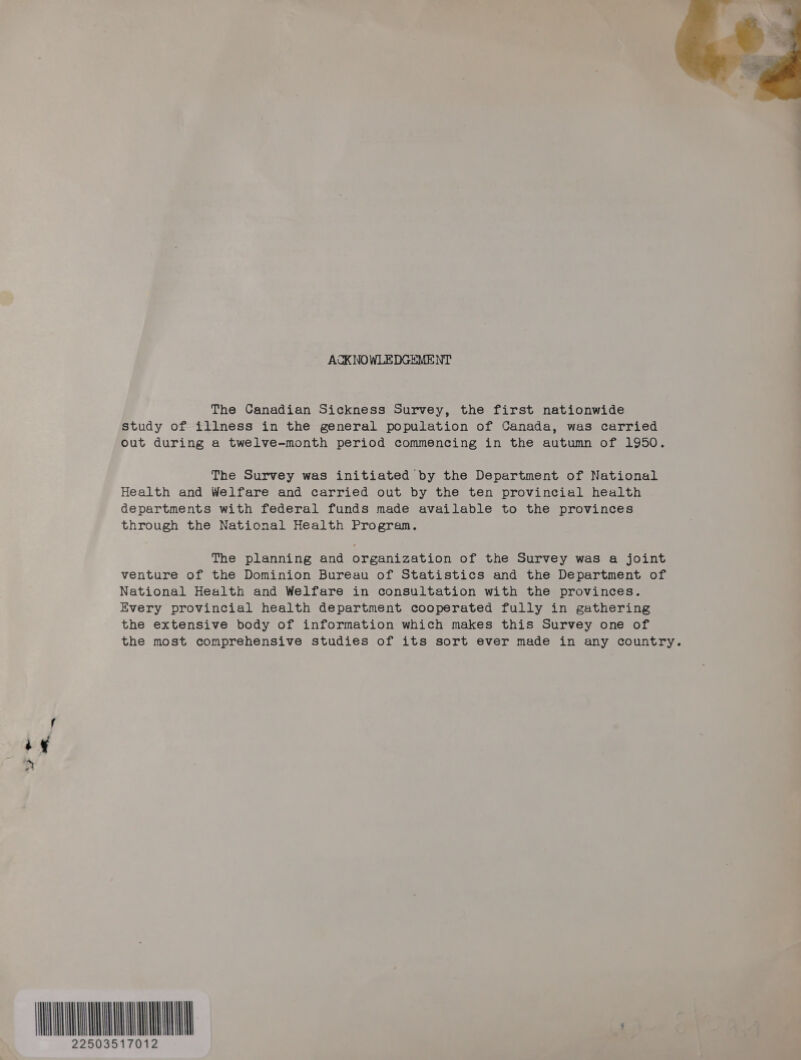 ACKNOWLEDGEMENT
The Canadian Sickness Survey, the first nationwide
study of illness in the general population of Canada, was carried
out during a twelve-month period commencing in the autumn of 1950.
The Survey was initiated by the Department of National
Health and Welfare and carried out by the ten provincial health
departments with federal funds made available to the provinces
through the National Health Program.
The planning and organization of the Survey was a joint
venture of the Dominion Bureau of Statistics and the Department of
National Health and Welfare in consultation with the provinces.
Every provincial health department cooperated fully in gathering
the extensive body of information which makes this Survey one of
the most comprehensive studies of its sort ever made in any country.
22503517012